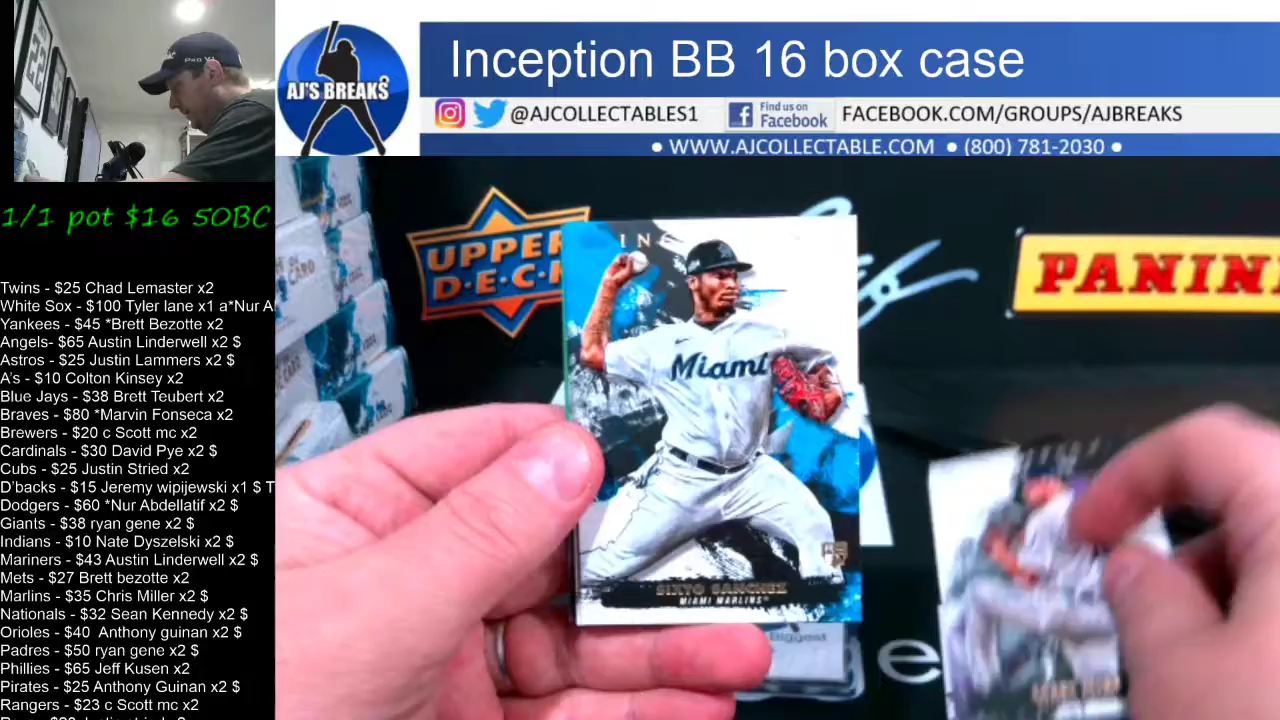 Inception BB 16 box case
AJ'S BREAKS
@AJCOLLECTABLES1
Find us on
Facebook
FACEBOOK.COM/GROUPS/AJBREAKS
• WWW.AJCOLLECTABLE.COM • (800) 781-2030 •
1/1 pot $16 SOBC
Twins - $25 Chad Lemaster x2
White Sox - $100 Tyler lane x1 a*Nur A
Yankees - $45 *Brett Bezotte x2
Angels- $65 Austin Linderwell x2 $
Astros - $25 Justin Lammers x2 $
A's - $10 Colton Kinsey x2
Blue Jays - $38 Brett Teubert x2
Braves - $80 *Marvin Fonseca x2
Brewers - $20 c Scott mc x2
Cardinals - $30 David Pye x2 $
Cubs - $25 Justin Stried x2
D'backs - $15 Jeremy wipijewski x1 $ T
Dodgers - $60 *Nur Abdellatif x2 $
Giants - $38 ryan gene x2 $
Indians - $10 Nate Dyszelski x2 $
Mariners - $43 Austin Linderwell x2 $
Mets - $27 Brett bezotte x2
Marlins - $35 Chris Miller x2 $
Nationals - $32 Sean Kennedy x2 $
Orioles - $40 Anthony guinan x2 $
Padres - $50 ryan gene x2 $
Phillies - $65 Jeff Kusen x2
Pirates - $25 Anthony Guinan x2 $
Rangers - $23 c Scott mc x2
UPPER
D·E·C·K
PANINI
INC
Miami
SIXTO SANCHEZ
MIAMI MARLINS
Biggest